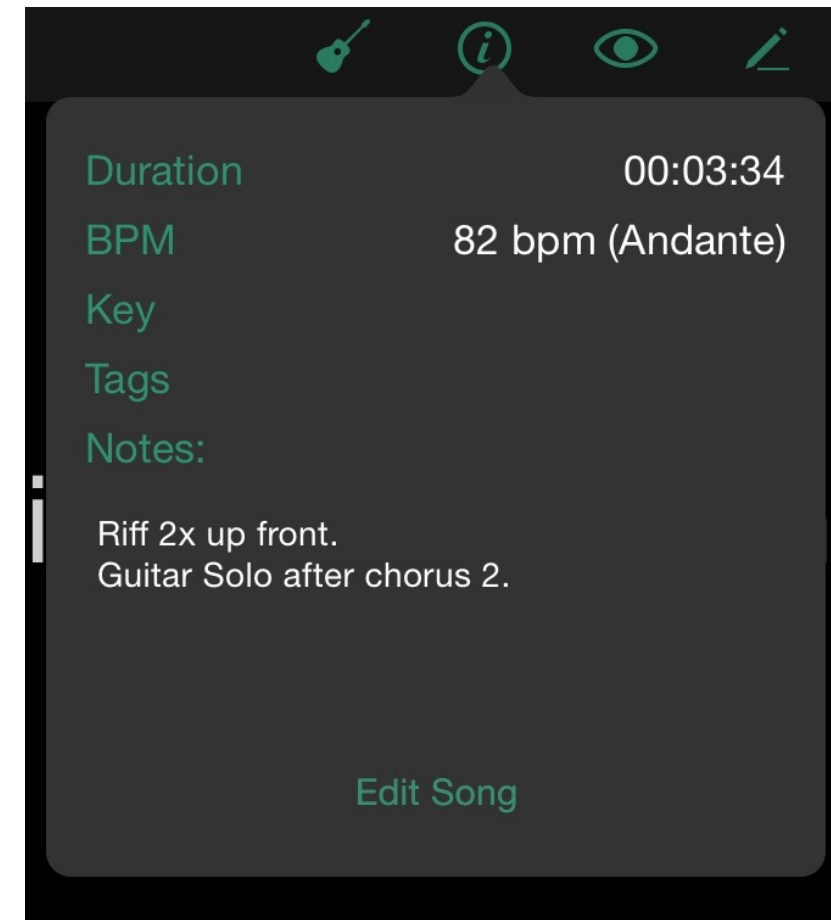 Duration 00:03:34
BPM 82 bpm (Andante)
Key
Tags
Notes:
Riff 2x up front.
Guitar Solo after chorus 2.
Edit Song